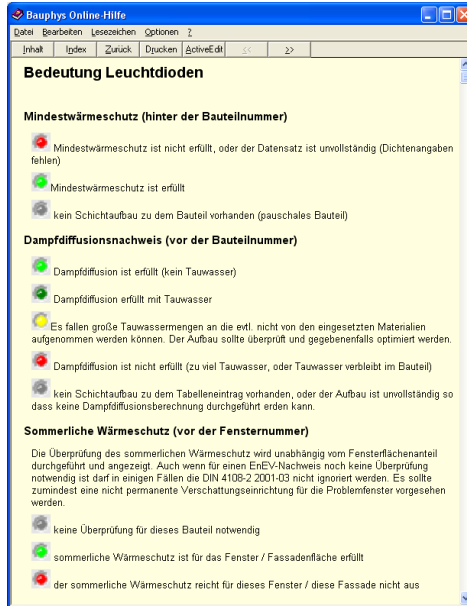 Bauphys Online-Hilfe
Datei Bearbeiten Lesezeichen Optionen ?
Inhalt Index Zurück Drucken ActiveEdit << >>
Bedeutung Leuchtdioden
Mindestwärmeschutz (hinter der Bauteilnummer)
Mindestwärmeschutz ist nicht erfüllt, oder der Datensatz ist unvollständig (Dichtenangaben
fehlen)
Mindestwärmeschutz ist erfüllt
kein Schichtaufbau zu dem Bauteil vorhanden (pauschales Bauteil)
Dampfdiffusionsnachweis (vor der Bauteilnummer)
Dampfdiffusion ist erfüllt (kein Tauwasser)
Dampfdiffusion erfüllt mit Tauwasser
Es fallen große Tauwassermengen an die evtl. nicht von den eingesetzten Materialien
aufgenommen werden können. Der Aufbau sollte überprüft und gegebenenfalls optimiert werden.
Dampfdiffusion ist nicht erfüllt (zu viel Tauwasser, oder Tauwasser verbleibt im Bauteil)
kein Schichtaufbau zu dem Tabelleneintrag vorhanden, oder der Aufbau ist unvollständig so
dass keine Dampfdiffusionsberechnung durchgeführt erden kann.
Sommerliche Wärmeschutz (vor der Fensternummer)
Die Überprüfung des sommerlichen Wärmeschutz wird unabhängig vom Fensterflächenanteil
durchgeführt und angezeigt. Auch wenn für einen EnEV-Nachweis noch keine Überprüfung
notwendig ist darf in einigen Fällen die DIN 4108-2 2001-03 nicht ignoriert werden. Es sollte
zumindest eine nicht permanente Verschattungseinrichtung für die Problemfenster vorgesehen
werden.
keine Überprüfung für dieses Bauteil notwendig
sommerliche Wärmeschutz ist für das Fenster / Fassadenfläche erfüllt
der sommerliche Wärmeschutz reicht für dieses Fenster / diese Fassade nicht aus